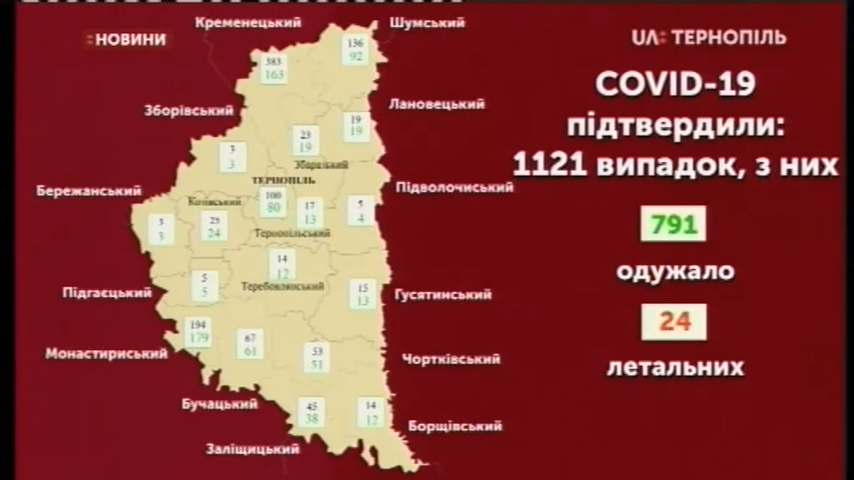 Кременецький
Шумський
:НОВИНИ
UA: ТЕРНОПІЛЬ
136
92
383
163
COVID-19
підтвердили:
1121 випадок, з них
Зборівський
Лановецький
19
19
23
19
3
3
Збаразький
ТЕРНОПІЛЬ
Бережанський
Підволочиський
100
80
Козівський
17
13
5
4
3
3
25
24
791
одужало
Тернопільський
14
12
5
5
Теребовлянський
15
13
Підгаєцький
Гусятинський
24
летальних
194
179
67
61
53
51
Монастириський
Чортківський
Бучацький
45
38
14
12
Борщівський
Заліщицький